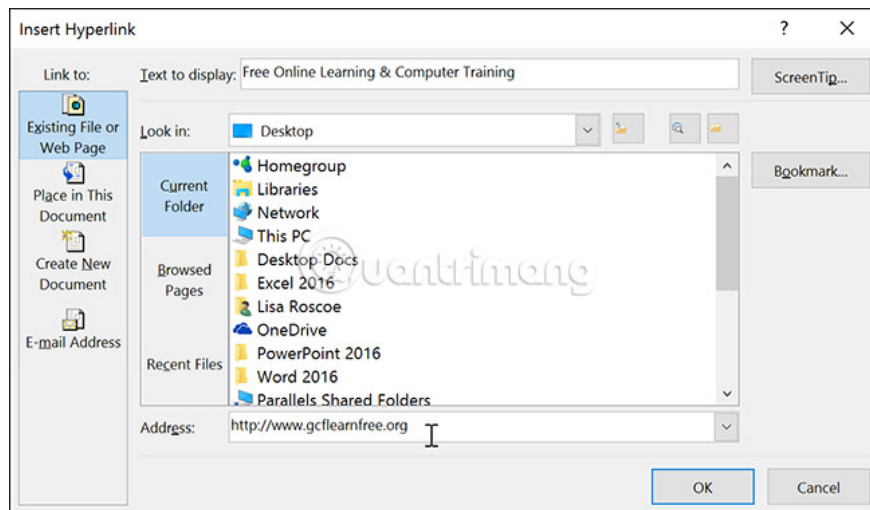 Insert Hyperlink
?
Link to:
Text to display:
Free Online Learning & Computer Training
ScreenTip...
Existing File or
Web Page
Look in:
Desktop
Bookmark...
Place in This
Document
Create New
Document
E-mail Address
Current
Folder
Browsed
Pages
Recent Files
Homegroup
Libraries
Network
This PC
Desktop Docs
Excel 2016
Lisa Roscoe
OneDrive
PowerPoint 2016
Word 2016
Parallels Shared Folders
uantrimang
Address:
http://www.gcflearnfree.org
OK
Cancel